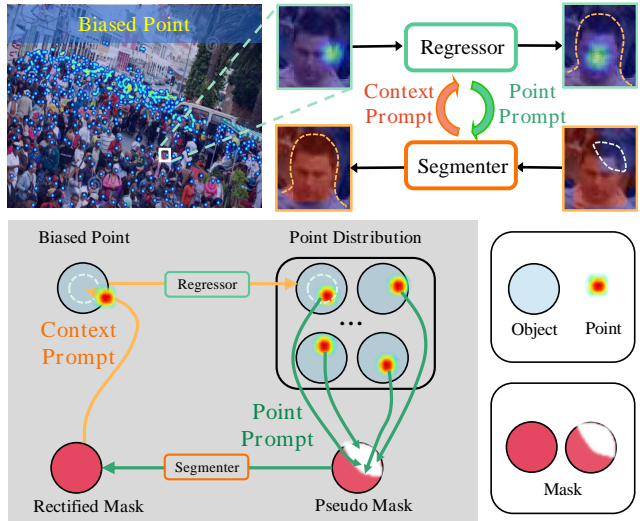 Biased Point
Regressor
Context
Prompt
Point
Prompt
Segmenter
Biased Point
Point Distribution
Regressor
Context
Prompt
...
Point
Prompt
Segmenter
Rectified Mask
Pseudo Mask
Object
Point
Mask